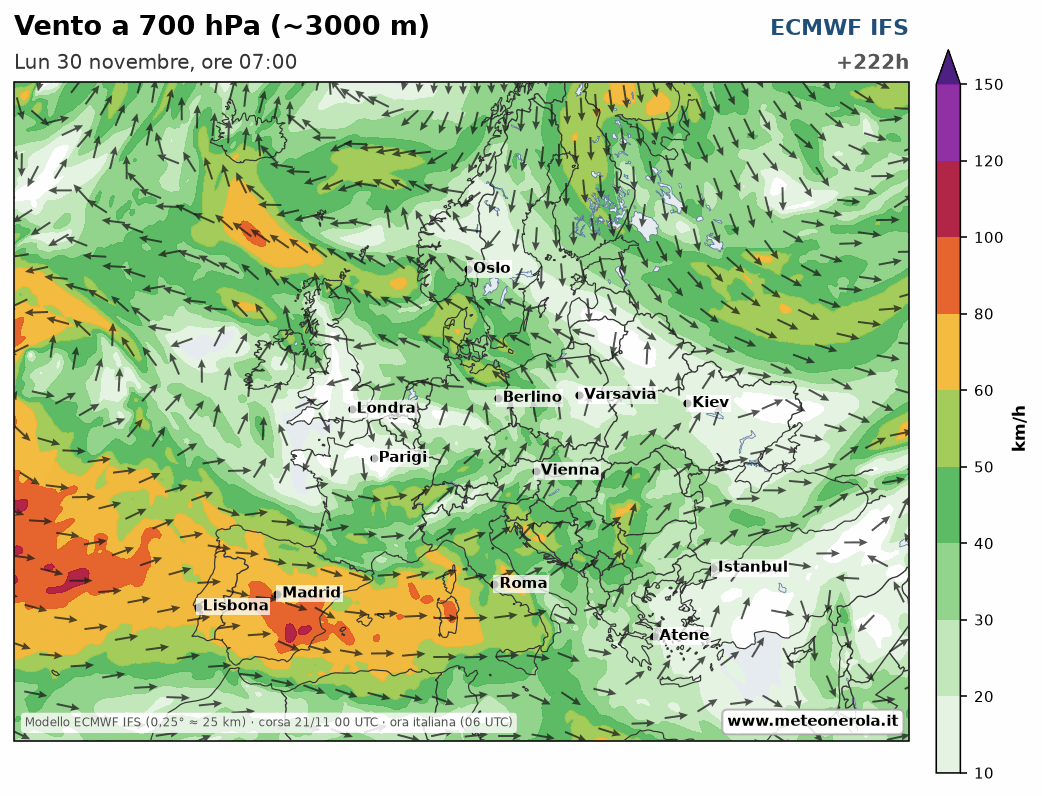 Vento a 700 hPa (~3000 m)
ECMWF IFS
Lun 30 novembre, ore 07:00
+222h
150
120
100
80
60
50
40
30
20
10
km/h
Oslo
Berlino
Varsavia
Kiev
Londra
Parigi
Vienna
Istanbul
Roma
Madrid
Lisbona
Atene
Modello ECMWF IFS (0,25° ≈ 25 km) · corsa 21/11 00 UTC · ora italiana (06 UTC)
www.meteonerola.it